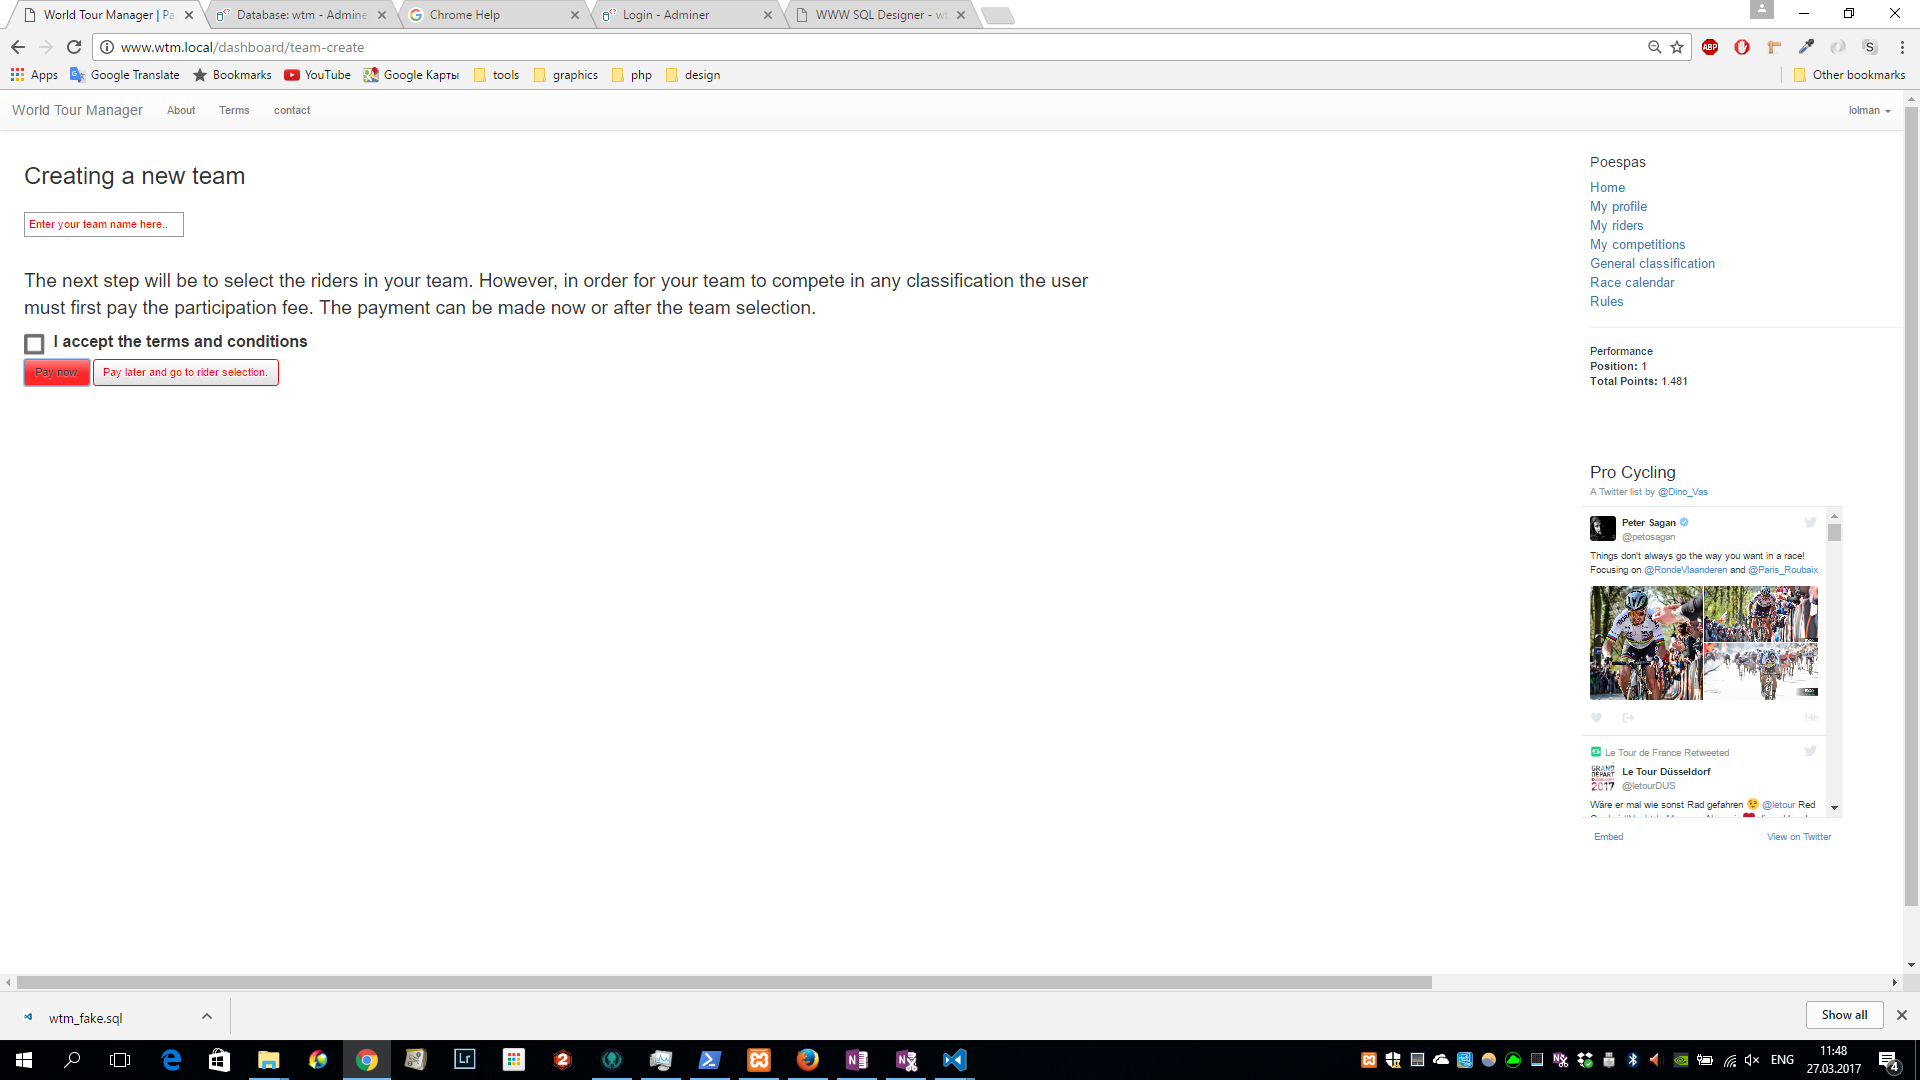 World Tour Manager | Pa
Database: wtm - Admine
Chrome Help
Login - Adminer
WWW SQL Designer - wt
www.wtm.local/dashboard/team-create
ABP
S
Apps
Google Translate
Bookmarks
YouTube
Google Карты
tools
graphics
php
design
Other bookmarks
World Tour Manager
About
Terms
contact
lolman
Creating a new team
Enter your team name here..
The next step will be to select the riders in your team. However, in order for your team to compete in any classification the user
must first pay the participation fee. The payment can be made now or after the team selection.
I accept the terms and conditions
Pay now
Pay later and go to rider selection.
Poespas
Home
My profile
My riders
My competitions
General classification
Race calendar
Rules
Performance
Position: 1
Total Points: 1.481
Pro Cycling
A Twitter list by @Dino_Vas
Peter Sagan
@petosagan
Things don't always go the way you want in a race!
Focusing on @RondeVlaanderen and @Paris_Roubaix
14h
Le Tour de France Retweeted
GRAND
DÉPART
2017
Le Tour Düsseldorf
@letourDUS
Wäre er mal wie sonst Rad gefahren 😉 @letour Red
Embed
View on Twitter
wtm_fake.sql
Show all
Lr
2
N
ENG
11:48
27.03.2017
4